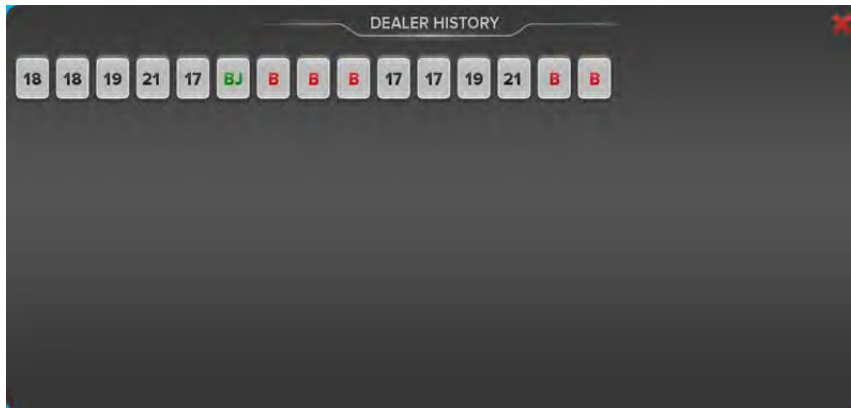 DEALER HISTORY
18 18 19 21 17 BJ B B B 17 17 19 21 B B